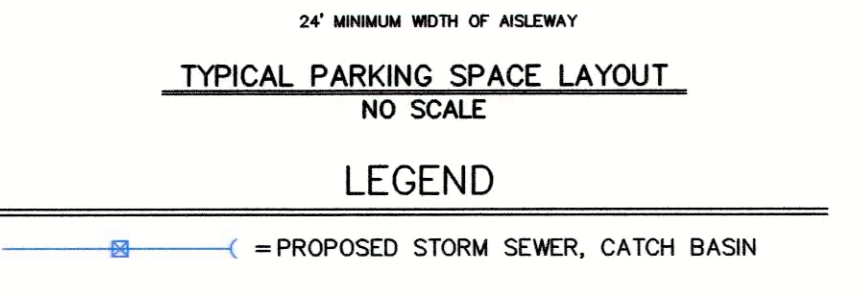 24' MINIMUM WIDTH OF AISLEWAY
TYPICAL PARKING SPACE LAYOUT
NO SCALE
LEGEND
=PROPOSED STORM SEWER, CATCH BASIN